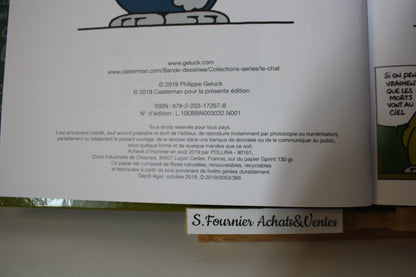 www.geluck.com
www.casterman.com/Bande-dessinee/Collections-series/le-chat
© 2019 Philippe Geluck
© 2019 Casterman pour la présente édition
ISBN: 978-2-203-17267-8
N° d'édition: L.10EBBN003032.N001
Tous droits réservés pour tous pays.
Il est strictement interdit, sauf accord préalable et écrit de l'éditeur, de reproduire (notamment par photocopie ou numérisation)
partiellement ou totalement le présent ouvrage, de le stocker dans une banque de données ou de le communiquer au public,
sous quelque forme et de quelque manière que ce soit.
Achevé d'imprimer en août 2019 par POLLINA - 90161.
(Zone Industrielle de Chasnais, 85407 Luçon Cedex, France), sur du papier Sprint 130 gr.
Ce papier est composé de fibres naturelles, renouvelables, recyclables
et fabriquées à partir de bois provenant de forêts gérées durablement.
Dépôt légal: octobre 2019; D.2019/0053/366
SI ON PEUT
VRAIMENT
QUE LES
MORTS
VONT AU
CIEL
S.Fournier Achats&Ventes